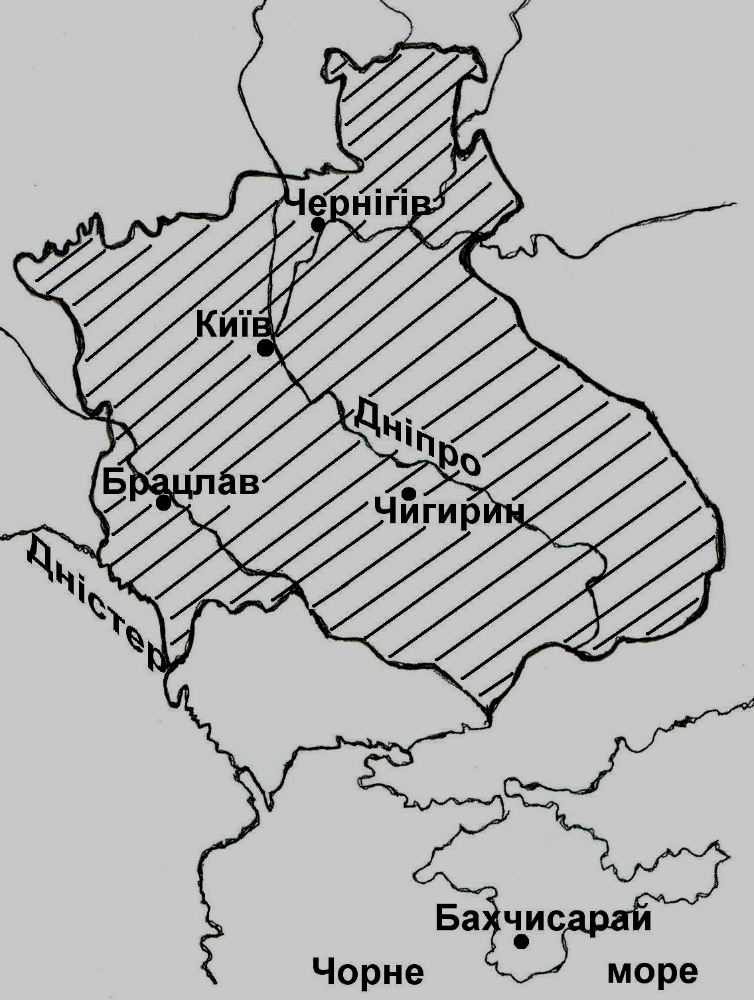 Чернігів
Київ
Дніпро
Брацлав
Чигирин
Дністер
Бахчисарай
Чорне море